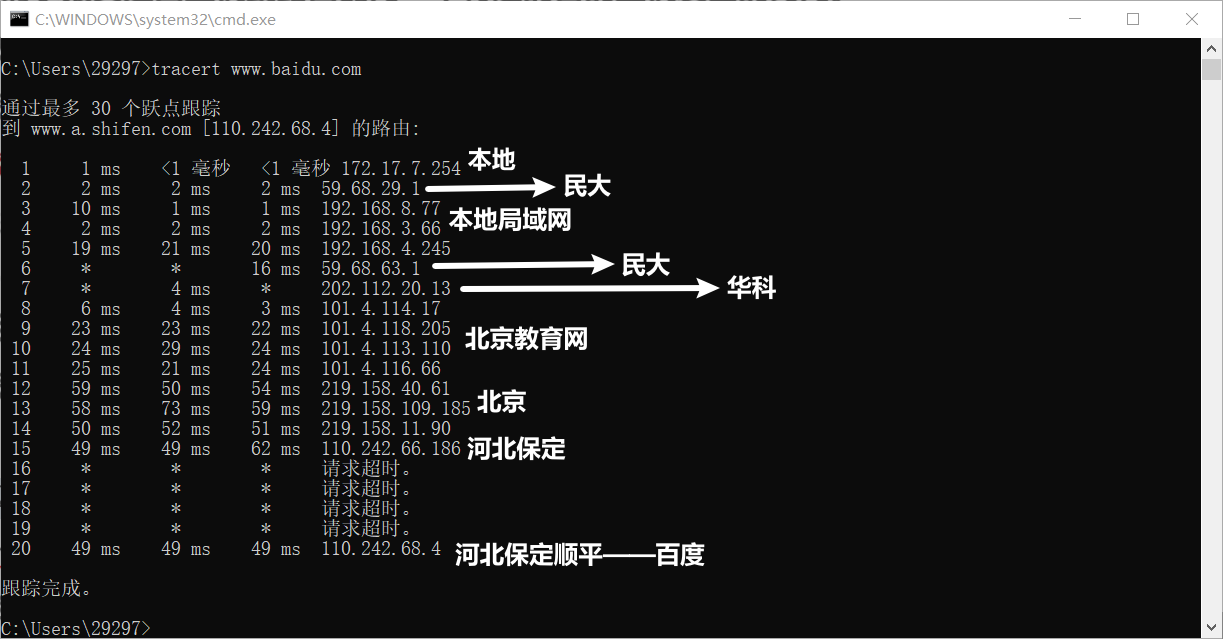 C:\WINDOWS\system32\cmd.exe
C:\Users\29297>tracert www.baidu.com
通过最多 30 个跃点跟踪
到 www.a.shifen.com [110.242.68.4] 的路由:
1 1 ms <1 毫秒 <1 毫秒 172.17.7.254 本地
2 2 ms 2 ms 2 ms 59.68.29.1 民大
3 10 ms 1 ms 1 ms 192.168.8.77
本地局域网
4 2 ms 2 ms 2 ms 192.168.3.66
5 19 ms 21 ms 20 ms 192.168.4.245
6 * * 16 ms 59.68.63.1 民大
7 * 4 ms * 202.112.20.13 华科
8 6 ms 4 ms 3 ms 101.4.114.17
9 23 ms 23 ms 22 ms 101.4.118.205
北京教育网
10 24 ms 29 ms 24 ms 101.4.113.110
11 25 ms 21 ms 24 ms 101.4.116.66
12 59 ms 50 ms 54 ms 219.158.40.61
13 58 ms 73 ms 59 ms 219.158.109.185 北京
14 50 ms 52 ms 51 ms 219.158.11.90
15 49 ms 49 ms 62 ms 110.242.66.186 河北保定
16 * * * 请求超时。
17 * * * 请求超时。
18 * * * 请求超时。
19 * * * 请求超时。
20 49 ms 49 ms 49 ms 110.242.68.4 河北保定顺平——百度
跟踪完成。
C:\Users\29297>